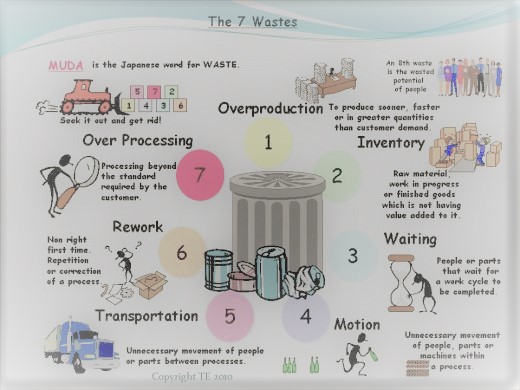 The 7 Wastes
MUDA is the Japanese word for WASTE.
5 7 2
1 4 3 6
Seek it out and get rid!
An 8th waste
is the wasted
potential
of people
Overproduction
To produce sooner, faster
or in greater quantities
than customer demand.
1
Inventory
Raw material,
work in progress
or finished goods
which is not having
value added to it.
2
Waiting
People or parts
that wait for
a work cycle to
be completed.
3
Motion
Unnecessary movement
of people, parts or
machines within
a process.
4
Transportation
Unnecessary movement of people
or parts between processes.
5
Rework
Non right
first time.
Repetition
or correction
of a process
6
? ?
Over Processing
Processing beyond
the standard
required by the
customer.
7
Copyright TE 2010